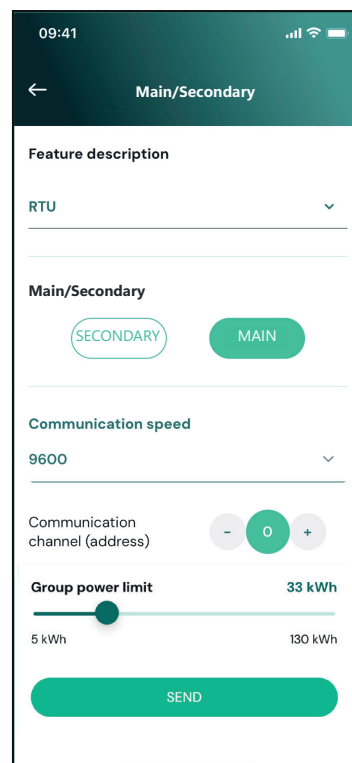 09:41
Main/Secondary
Feature description
RTU
Main/Secondary
SECONDARY
MAIN
Communication speed
9600
Communication
channel (address)
- 0 +
Group power limit 33 kWh
5 kWh 130 kWh
SEND